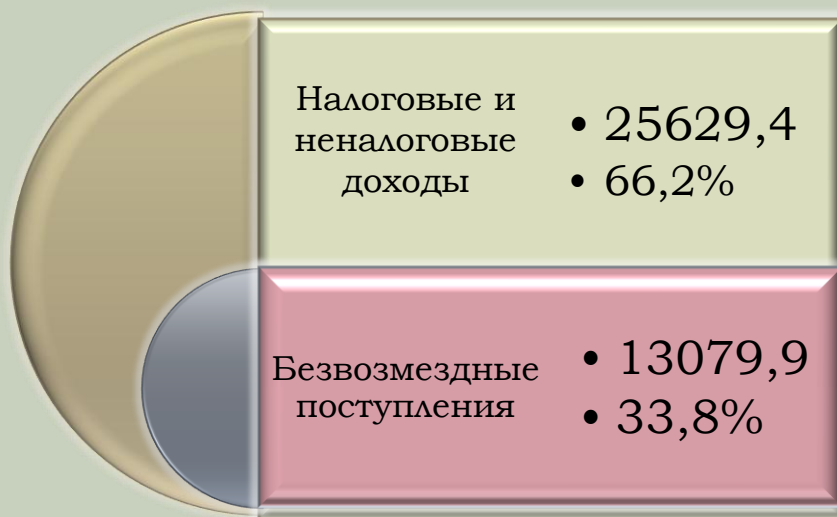 Налоговые и
неналоговые
доходы
• 25629,4
• 66,2%
Безвозмездные
поступления
• 13079,9
• 33,8%